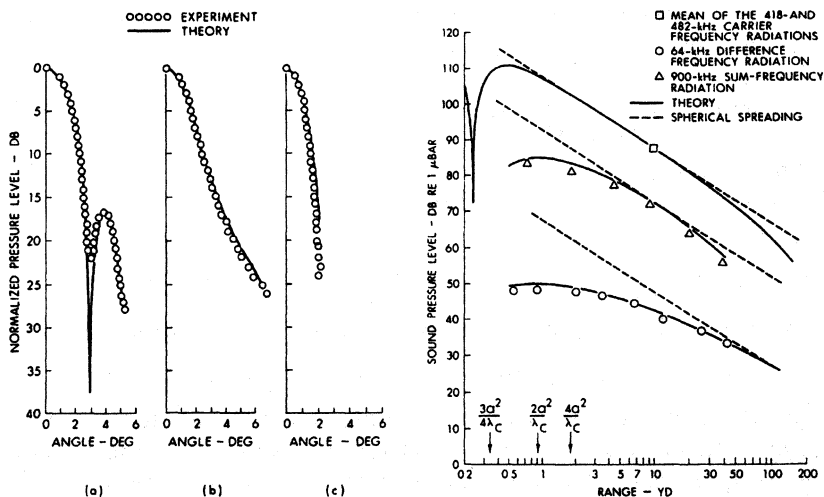 EXPERIMENT
THEORY
NORMALIZED PRESSURE LEVEL - DB
0
5
10
15
20
25
30
35
40
0 2 4 6
0 2 4 6
0 2 4
ANGLE - DEG
ANGLE - DEG
ANGLE - DEG
(a)
(b)
(c)
MEAN OF THE 418-AND
482-kHz CARRIER
FREQUENCY RADIATIONS
64-kHz DIFFERENCE
FREQUENCY RADIATION
900-kHz SUM-FREQUENCY
RADIATION
THEORY
SPHERICAL SPREADING
SOUND PRESSURE LEVEL - DB RE 1 μBAR
120
110
100
90
80
70
60
50
40
30
20
10
0
3a²/4λC
2a²/λC
4a²/λC
0.2 0.5 1 3 5 7 10 30 50 100 200
RANGE - YD